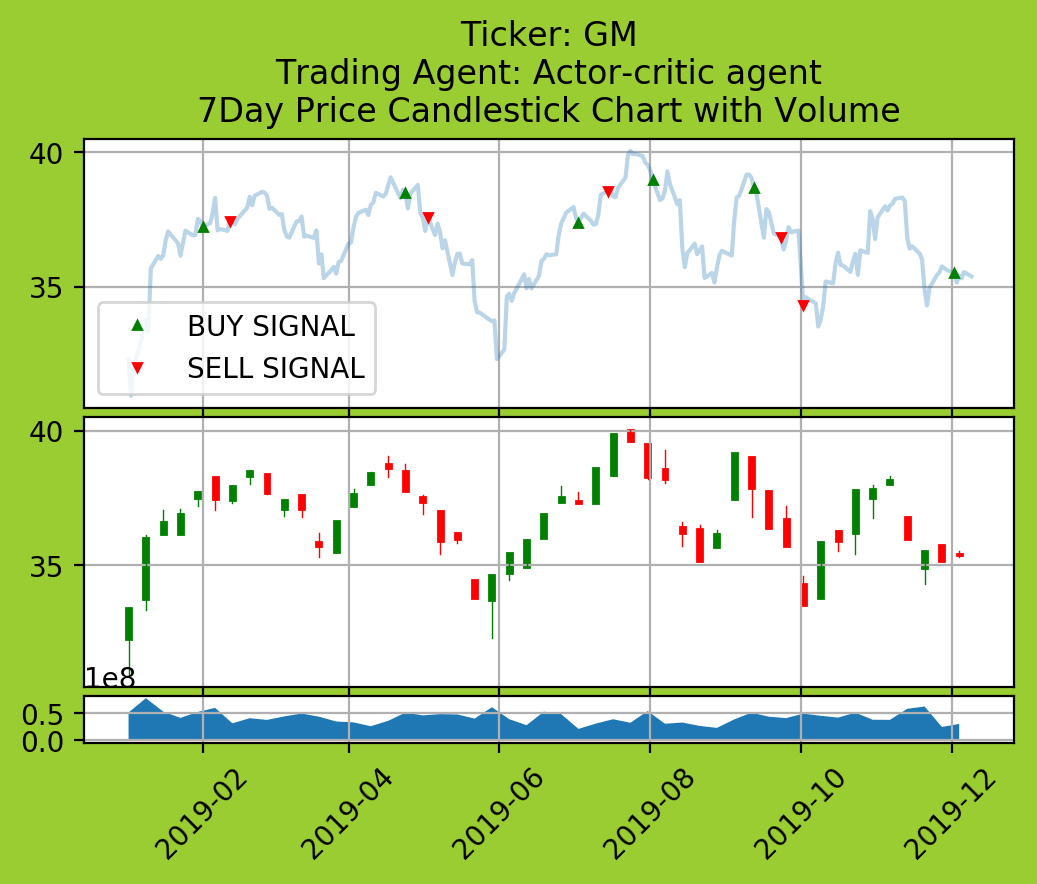 Ticker: GM
Trading Agent: Actor-critic agent
7Day Price Candlestick Chart with Volume
40
35
BUY SIGNAL
SELL SIGNAL
40
35
1e8
0.5
0.0
2019-02
2019-04
2019-06
2019-08
2019-10
2019-12